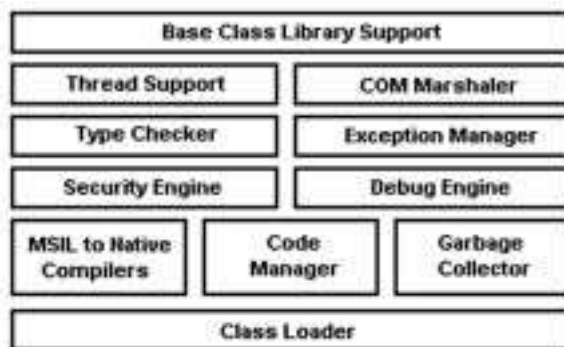 Base Class Library Support
Thread Support
COM Marshaler
Type Checker
Exception Manager
Security Engine
Debug Engine
MSIL to Native
Compilers
Code
Manager
Garbage
Collector
Class Loader